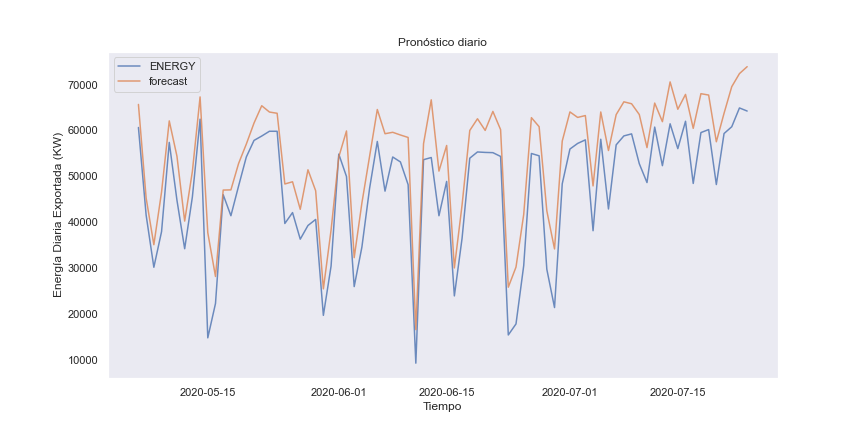 Pronóstico diario
ENERGY
forecast
Energía Diaria Exportada (KW)
70000
60000
50000
40000
30000
20000
10000
2020-05-15
2020-06-01
2020-06-15
2020-07-01
2020-07-15
Tiempo